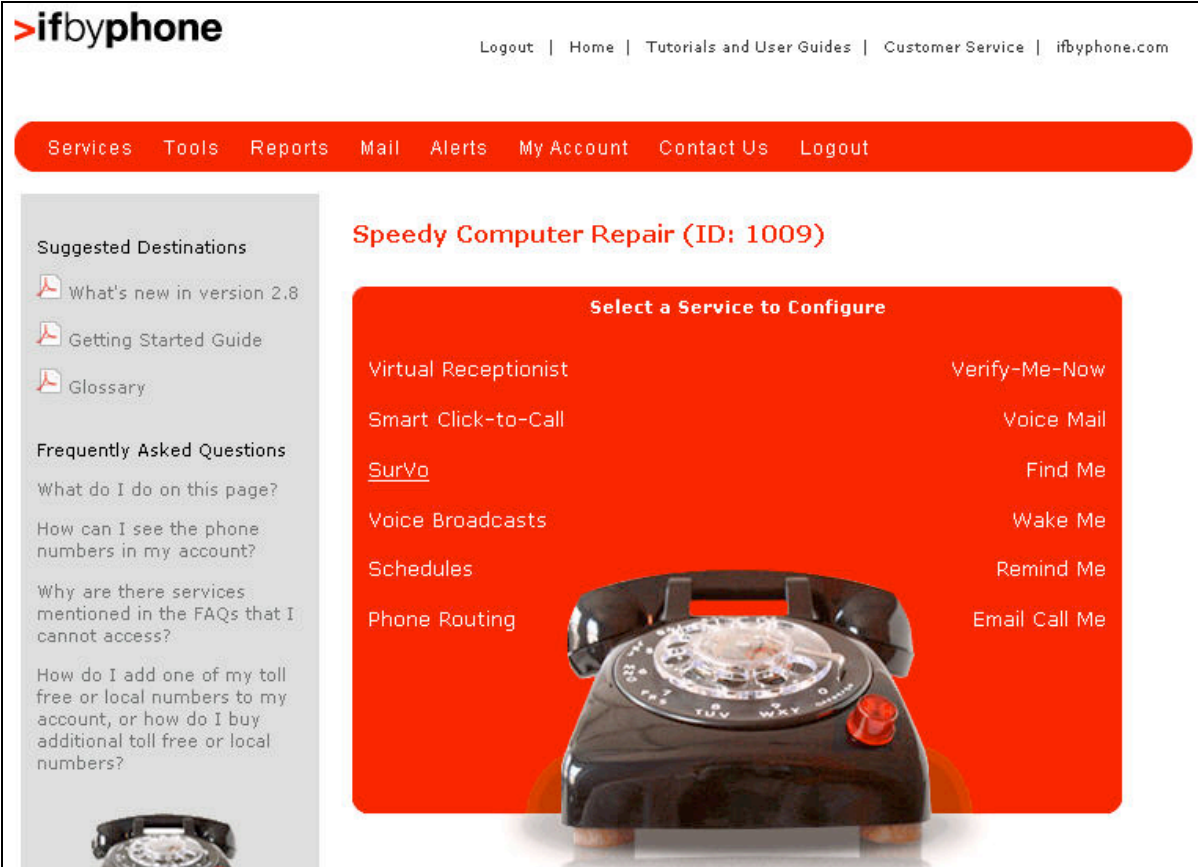 >ifbyphone
Logout | Home | Tutorials and User Guides | Customer Service | ifbyphone.com
Services Tools Reports Mail Alerts My Account Contact Us Logout
Suggested Destinations
What's new in version 2.8
Getting Started Guide
Glossary
Frequently Asked Questions
What do I do on this page?
How can I see the phone
numbers in my account?
Why are there services
mentioned in the FAQs that I
cannot access?
How do I add one of my toll
free or local numbers to my
account, or how do I buy
additional toll free or local
numbers?
Speedy Computer Repair (ID: 1009)
Select a Service to Configure
Virtual Receptionist
Smart Click-to-Call
SurVo
Voice Broadcasts
Schedules
Phone Routing
Verify-Me-Now
Voice Mail
Find Me
Wake Me
Remind Me
Email Call Me
7
8
TUV
9
WXY
0